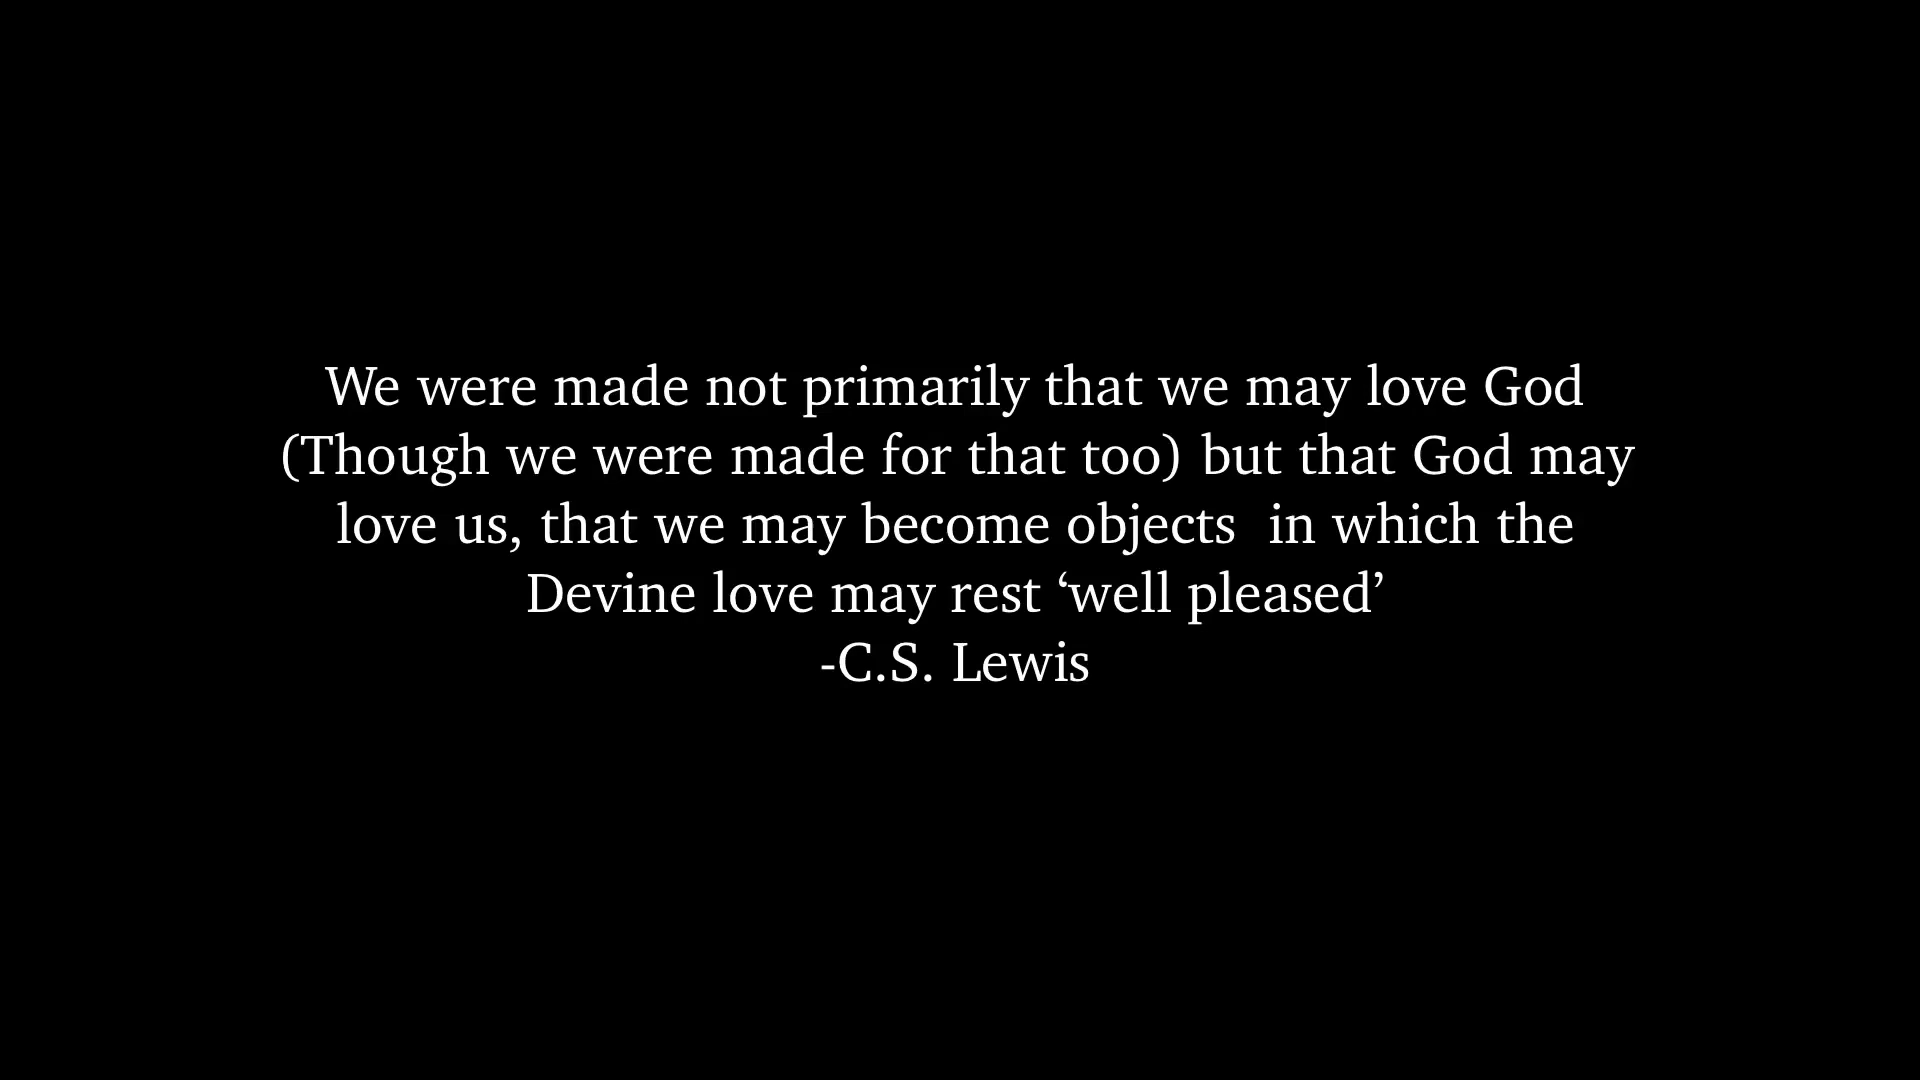 We were made not primarily that we may love God
(Though we were made for that too) but that God may
love us, that we may become objects  in which the
Devine love may rest ‘well pleased’
-C.S. Lewis